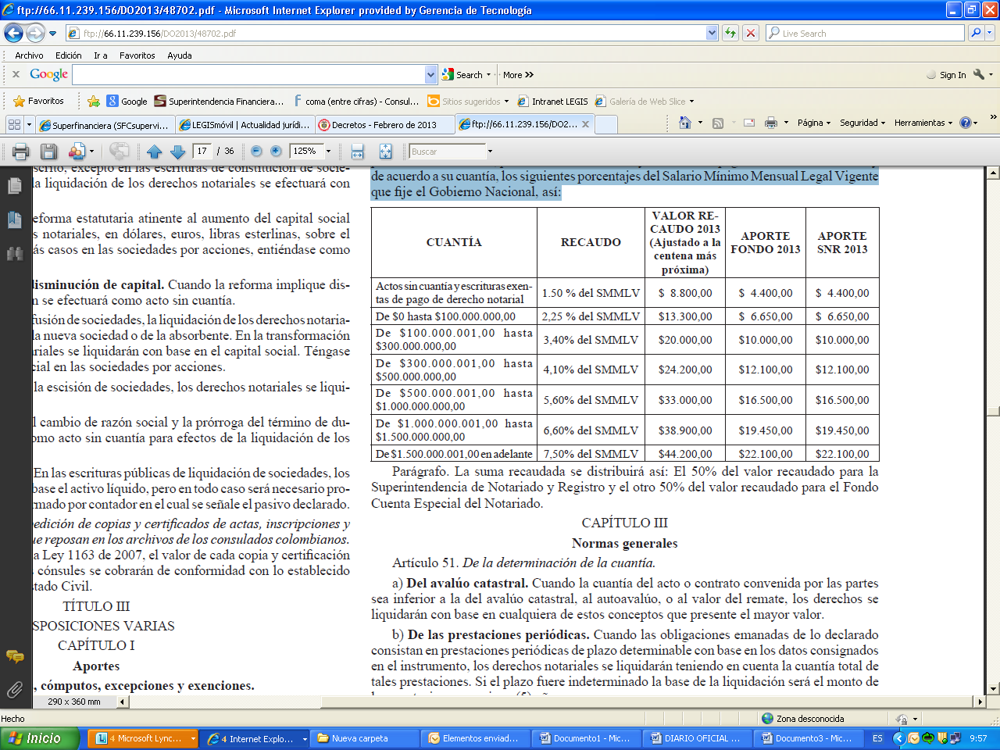 ftp://66.11.239.156/DO2013/48702.pdf - Microsoft Internet Explorer provided by Gerencia de Tecnología
ftp://66.11.239.156/DO2013/48702.pdf
Live Search
Archivo Edición Ir a Favoritos Ayuda
x Google Search More »
Sign In
Favoritos Google Superintendencia Financiera... coma (entre cifras) - Consul... Sitios sugeridos Intranet LEGIS Galería de Web Slice
Superfinanciera (SFCsupervi... LEGISmóvil | Actualidad jurídi... Decretos - Febrero de 2013 ftp://66.11.239.156/DO2... x
Página Seguridad Herramientas »
17 / 36 125% Buscar
scrito, excepto en las escrituras de constitución de socie-
la liquidación de los derechos notariales se efectuará con
eforma estatutaria atinente al aumento del capital social
s notariales, en dólares, euros, libras esterlinas, sobre el
ás casos en las sociedades por acciones, entiéndase como
disminución de capital. Cuando la reforma implique dis-
n se efectuará como acto sin cuantía.
fusión de sociedades, la liquidación de los derechos notaria-
la nueva sociedad o de la absorbente. En la transformación
ariales se liquidarán con base en el capital social. Téngase
cial en las sociedades por acciones.
la escisión de sociedades, los derechos notariales se liqui-
l cambio de razón social y la prórroga del término de du-
omo acto sin cuantía para efectos de la liquidación de los
En las escrituras públicas de liquidación de sociedades, los
base el activo líquido, pero en todo caso será necesario pro-
rmado por contador en el cual se señale el pasivo declarado.
edición de copias y certificados de actas, inscripciones y
ue reposan en los archivos de los consulados colombianos.
a Ley 1163 de 2007, el valor de cada copia y certificación
s cónsules se cobrarán de conformidad con lo establecido
stado Civil.
TÍTULO III
SPOSICIONES VARIAS
CAPÍTULO I
Aportes
, cómputos, excepciones y exenciones.
de acuerdo a su cuantía, los siguientes porcentajes del Salario Mínimo Mensual Legal Vigente
que fije el Gobierno Nacional, así:
CUANTÍA RECAUDO VALOR RE-
CAUDO 2013
(Ajustado a la
centena más
próxima) APORTE
FONDO 2013 APORTE
SNR 2013
Actos sin cuantía y escrituras exen-
tas de pago de derecho notarial 1.50 % del SMMLV $ 8.800,00 $ 4.400,00 $ 4.400,00
De $0 hasta $100.000.000,00 2,25 % del SMMLV $13.300,00 $ 6.650,00 $ 6.650,00
De $100.000.001,00 hasta
$300.000.000,00 3,40% del SMMLV $20.000,00 $10.000,00 $10.000,00
De $300.000.001,00 hasta
$500.000.000,00 4,10% del SMMLV $24.200,00 $12.100,00 $12.100,00
De $500.000.001,00 hasta
$1.000.000.000,00 5,60% del SMMLV $33.000,00 $16.500,00 $16.500,00
De $1.000.000.001,00 hasta
$1.500.000.000,00 6,60% del SMMLV $38.900,00 $19.450,00 $19.450,00
De $1.500.000.001,00 en adelante 7,50% del SMMLV $44.200,00 $22.100,00 $22.100,00
Parágrafo. La suma recaudada se distribuirá así: El 50% del valor recaudado para la
Superintendencia de Notariado y Registro y el otro 50% del valor recaudado para el Fondo
Cuenta Especial del Notariado.
CAPÍTULO III
Normas generales
Artículo 51. De la determinación de la cuantía.
a) Del avalúo catastral. Cuando la cuantía del acto o contrato convenida por las partes
sea inferior a la del avalúo catastral, al autoavalúo, o al valor del remate, los derechos se
liquidarán con base en cualquiera de estos conceptos que presente el mayor valor.
b) De las prestaciones periódicas. Cuando las obligaciones emanadas de lo declarado
consistan en prestaciones periódicas de plazo determinable con base en los datos consignados
en el instrumento, los derechos notariales se liquidarán teniendo en cuenta la cuantía total de
tales prestaciones. Si el plazo fuere indeterminado la base de la liquidación será el monto de
290 x 360 mm
Hecho Zona desconocida
Inicio 4 Microsoft Lync... 4 Internet Explo... Nueva carpeta Elementos enviad... Documento1 - Mic... DIARIO OFICIAL ... Documento3 - Mic... ES 9:57